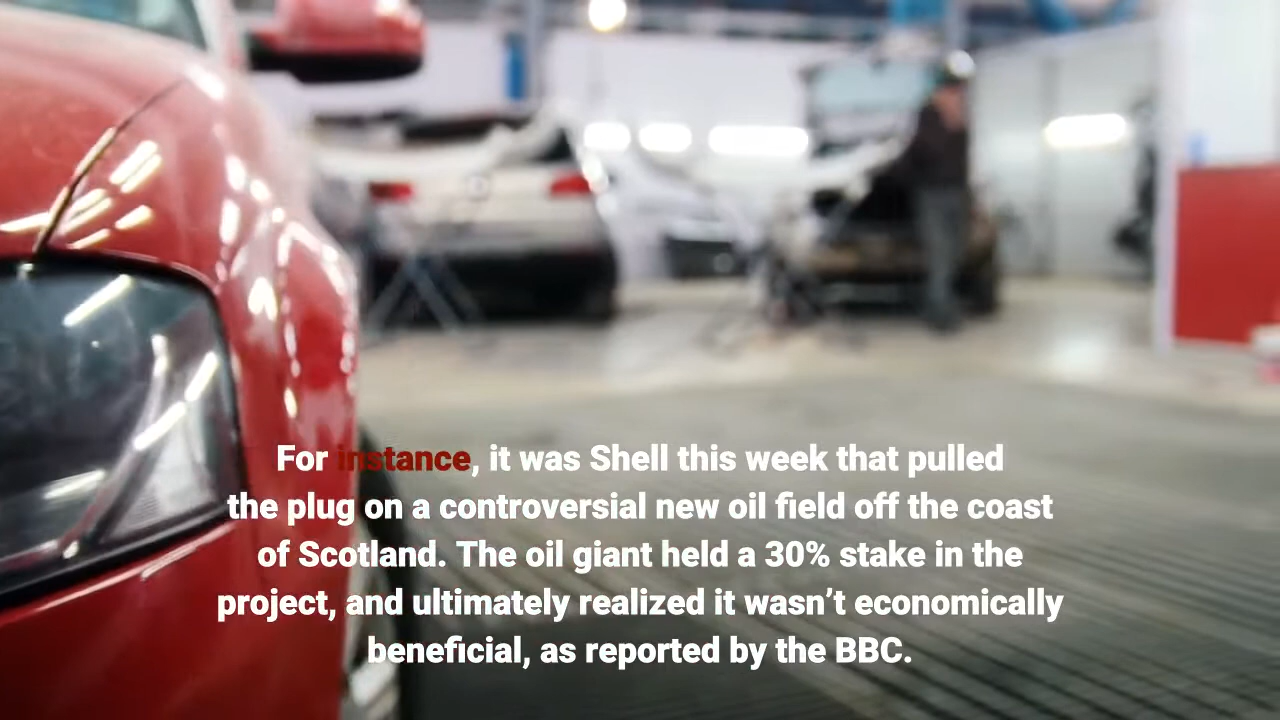 For instance, it was Shell this week that pulled
the plug on a controversial new oil field off the coast
of Scotland. The oil giant held a 30% stake in the
project, and ultimately realized it wasn’t economically
beneficial, as reported by the BBC.